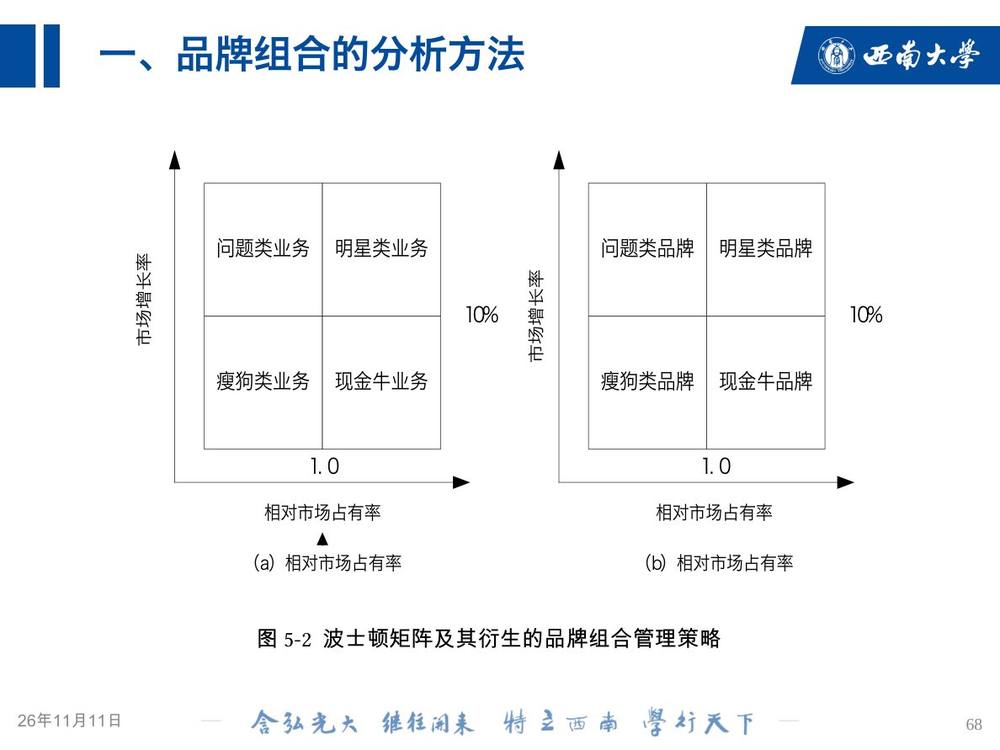 一、品牌组合的分析方法
西南大学
市场增长率
问题类业务 明星类业务
10%
瘦狗类业务 现金牛业务
1.0
相对市场占有率
(a) 相对市场占有率
市场增长率
问题类品牌 明星类品牌
10%
瘦狗类品牌 现金牛品牌
1.0
相对市场占有率
(b) 相对市场占有率
图 5-2 波士顿矩阵及其衍生的品牌组合管理策略
26年11月11日
含弘光大 继往开来 特立西南 学行天下
68